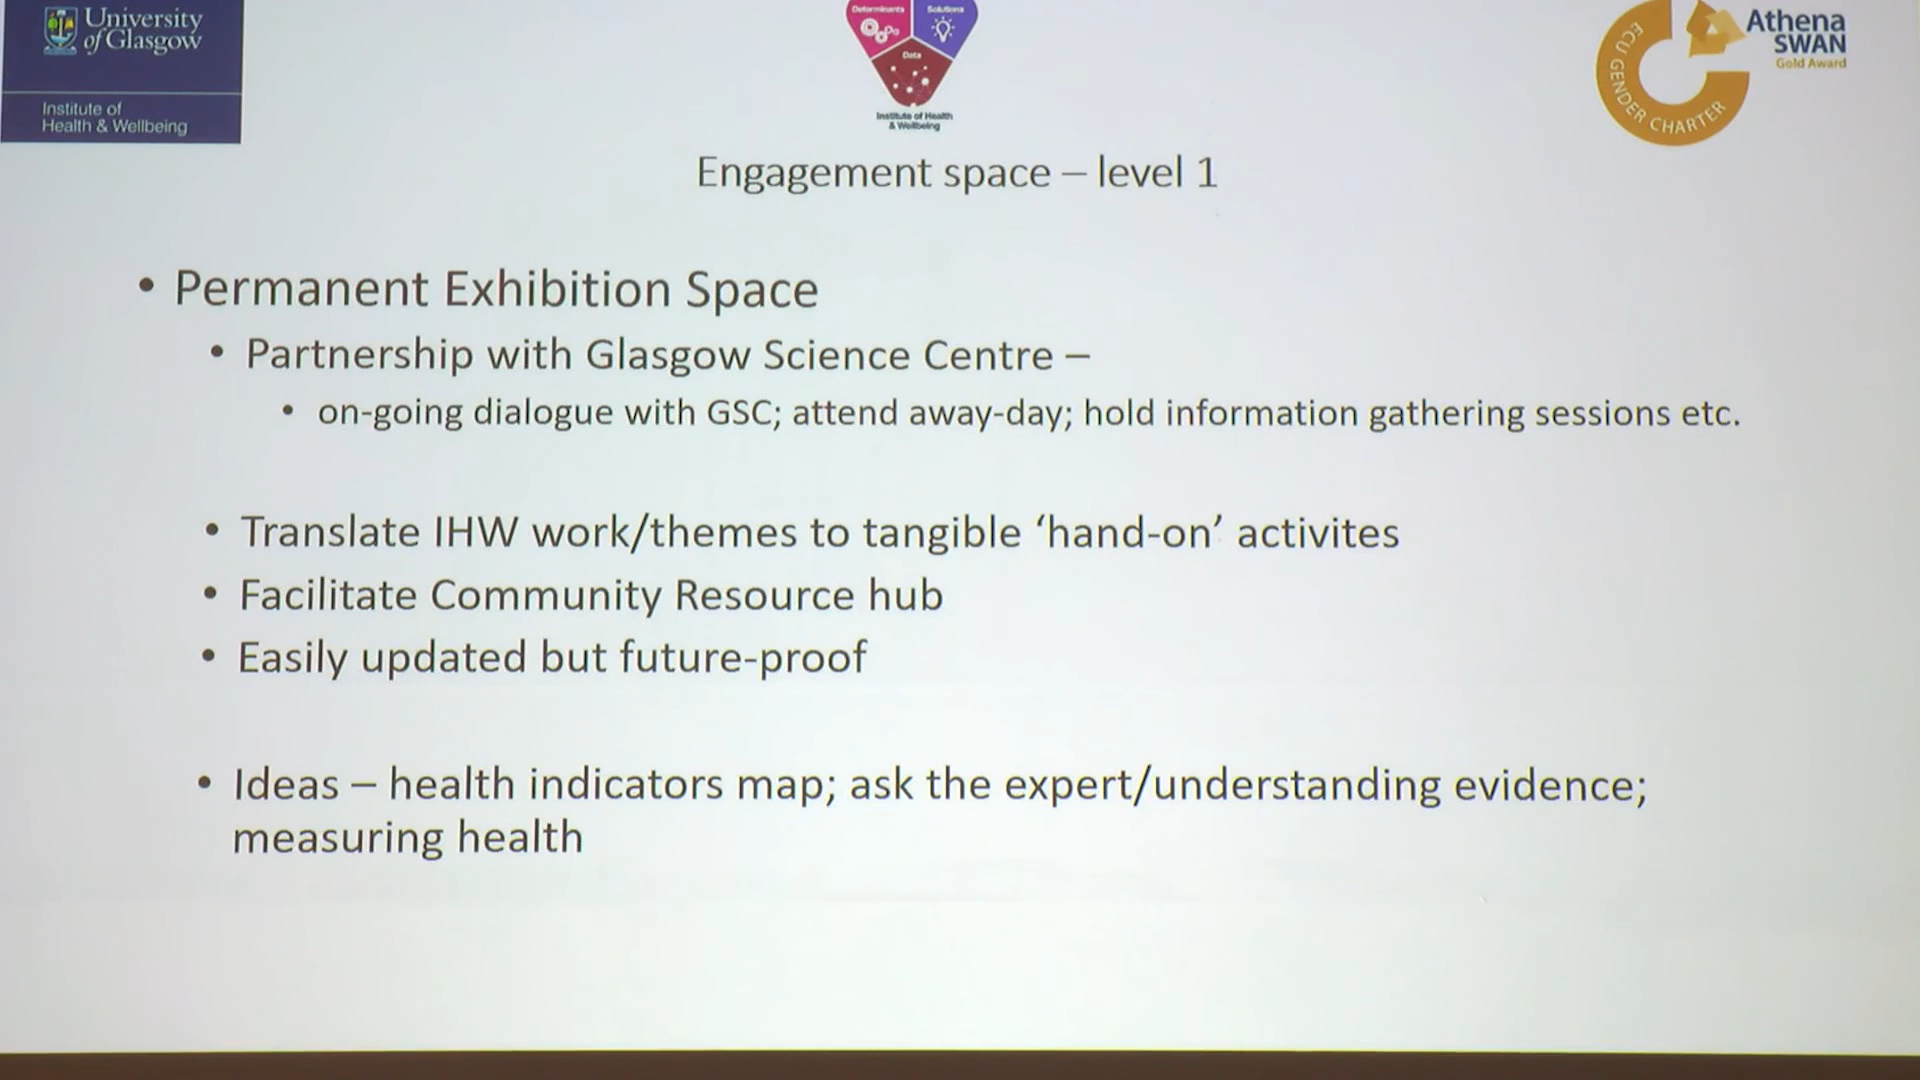 University
of Glasgow
Institute of
Health & Wellbeing
Determinants
Solutions
Data
Institute of Health
& Wellbeing
ECU GENDER CHARTER
Athena
SWAN
Gold Award
Engagement space – level 1
• Permanent Exhibition Space
• Partnership with Glasgow Science Centre –
• on-going dialogue with GSC; attend away-day; hold information gathering sessions etc.
• Translate IHW work/themes to tangible ‘hand-on’ activites
• Facilitate Community Resource hub
• Easily updated but future-proof
• Ideas – health indicators map; ask the expert/understanding evidence;
measuring health